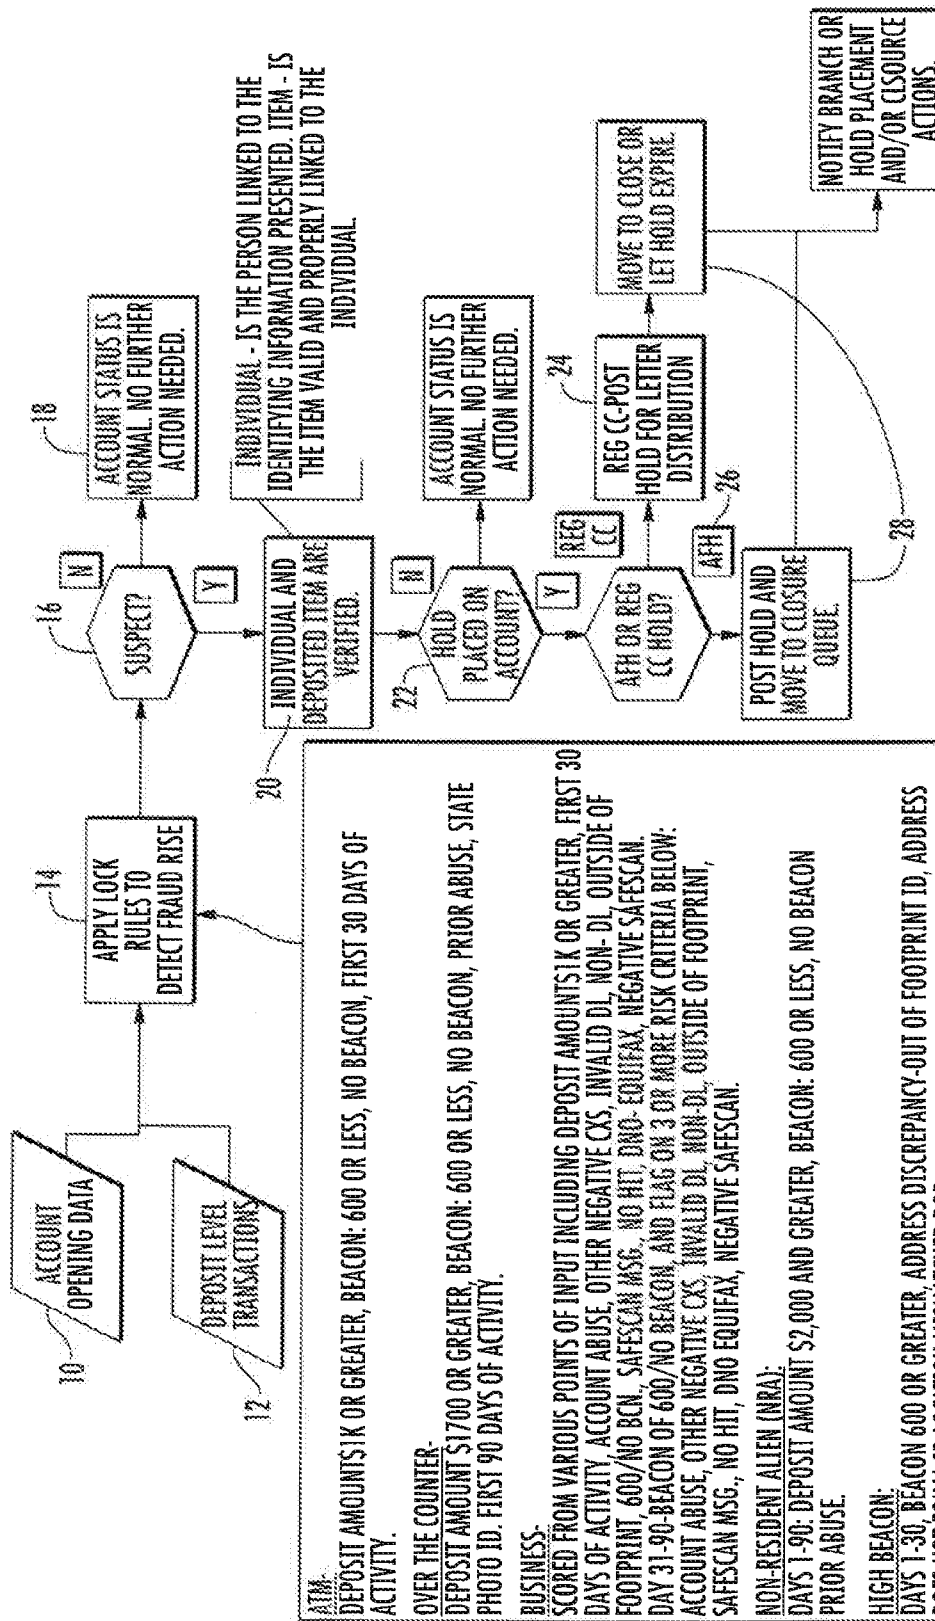 10
ACCOUNT
OPENING DATA
12
DEPOSIT LEVEL
TRANSACTIONS
14
APPLY LOCK
RULES TO
DETECT FRAUD RISE
16
SUSPECT?
N
Y
18
ACCOUNT STATUS IS
NORMAL. NO FURTHER
ACTION NEEDED.
20
INDIVIDUAL AND
DEPOSITED ITEM ARE
VERIFIED.
INDIVIDUAL - IS THE PERSON LINKED TO THE
IDENTIFYING INFORMATION PRESENTED. ITEM - IS
THE ITEM VALID AND PROPERLY LINKED TO THE
INDIVIDUAL.
22
HOLD
PLACED ON
ACCOUNT?
N
Y
ACCOUNT STATUS IS
NORMAL. NO FURTHER
ACTION NEEDED.
AFH OR REG
CC HOLD?
REG
CC
24
REG CC-POST
HOLD FOR LETTER
DISTRIBUTION
MOVE TO CLOSE OR
LET HOLD EXPIRE.
AFH
26
POST HOLD AND
MOVE TO CLOSURE
QUEUE.
28
NOTIFY BRANCH OR
HOLD PLACEMENT
AND/OR CLSOURCE
ACTIONS.
ATM-
DEPOSIT AMOUNT$1K OR GREATER, BEACON: 600 OR LESS, NO BEACON, FIRST 30 DAYS OF
ACTIVITY.
OVER THE COUNTER-
DEPOSIT AMOUNT $1700 OR GREATER, BEACON: 600 OR LESS, NO BEACON, PRIOR ABUSE, STATE
PHOTO ID. FIRST 90 DAYS OF ACTIVITY.
BUSINESS-
SCORED FROM VARIOUS POINTS OF INPUT INCLUDING DEPOSIT AMOUNT$1K OR GREATER, FIRST 30
DAYS OF ACTIVITY, ACCOUNT ABUSE, OTHER NEGATIVE CXS, INVALID DL, NON- DL, OUTSIDE OF
FOOTPRINT, 600/NO BCN., SAFESCAN MSG., NO HIT, DNO- EQUIFAX, NEGATIVE SAFESCAN.
DAY 31-90-BEACON OF 600/NO BEACON, AND FLAG ON 3 OR MORE RISK CRITERIA BELOW:
ACCOUNT ABUSE, OTHER NEGATIVE CXS, INVALID DL, NON-DL, OUTSIDE OF FOOTPRINT,
SAFESCAN MSG., NO HIT, DNO EQUIFAX, NEGATIVE SAFESCAN.
NON-RESIDENT ALIEN (NRA):
DAYS 1-90: DEPOSIT AMOUNT $2,000 AND GREATER, BEACON: 600 OR LESS, NO BEACON
PRIOR ABUSE.
HIGH BEACON:
DAYS 1-30, BEACON 600 OR GREATER, ADDRESS DISCREPANCY-OUT OF FOOTPRINT ID, ADDRESS